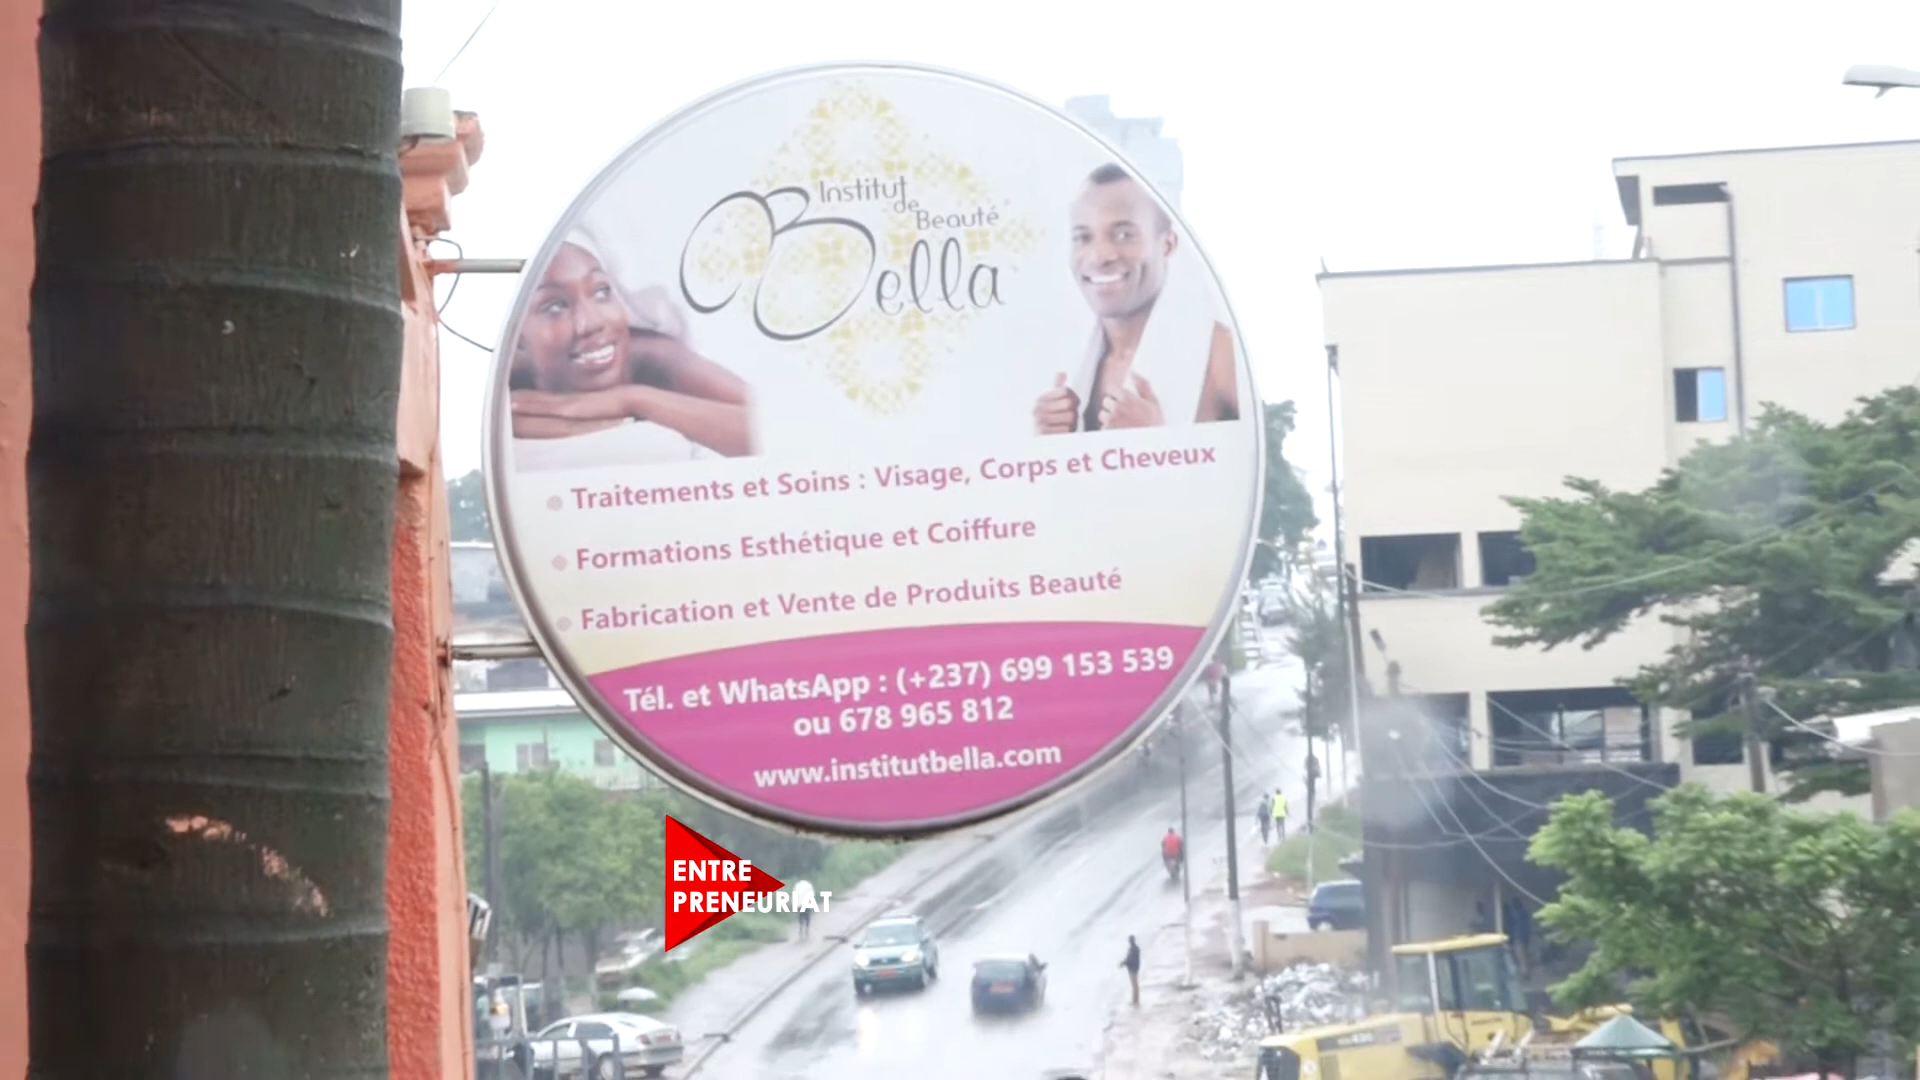 Institut
de
Beauté
Bella
Traitements et Soins : Visage, Corps et Cheveux
Formations Esthétique et Coiffure
Fabrication et Vente de Produits Beauté
Tél. et WhatsApp : (+237) 699 153 539
ou 678 965 812
www.institutbella.com
ENTRE
PRENEURIAT